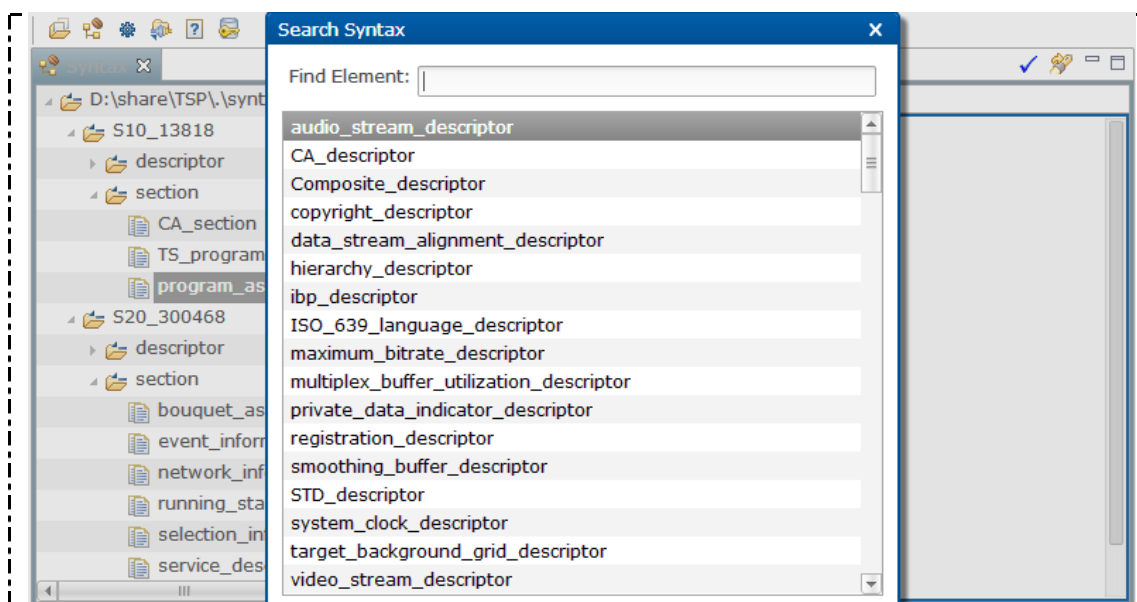 Search Syntax
Find Element:
audio_stream_descriptor
CA_descriptor
Composite_descriptor
copyright_descriptor
data_stream_alignment_descriptor
hierarchy_descriptor
ibp_descriptor
ISO_639_language_descriptor
maximum_bitrate_descriptor
multiplex_buffer_utilization_descriptor
private_data_indicator_descriptor
registration_descriptor
smoothing_buffer_descriptor
STD_descriptor
system_clock_descriptor
target_background_grid_descriptor
video_stream_descriptor
Syntax
D:\share\TSP\.\synt
S10_13818
descriptor
section
CA_section
TS_program
program_as
S20_300468
descriptor
section
bouquet_as
event_inforr
network_inf
running_sta
selection_in
service_des